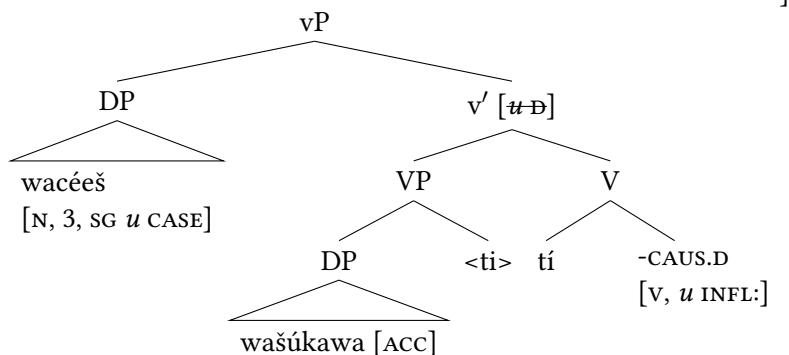 ]
vP
DP v′ [u D]
wacéeš
[N, 3, SG u CASE]
VP V
DP <ti> tí -CAUS.D
[V, u INFL:]
wašúkawa [ACC]